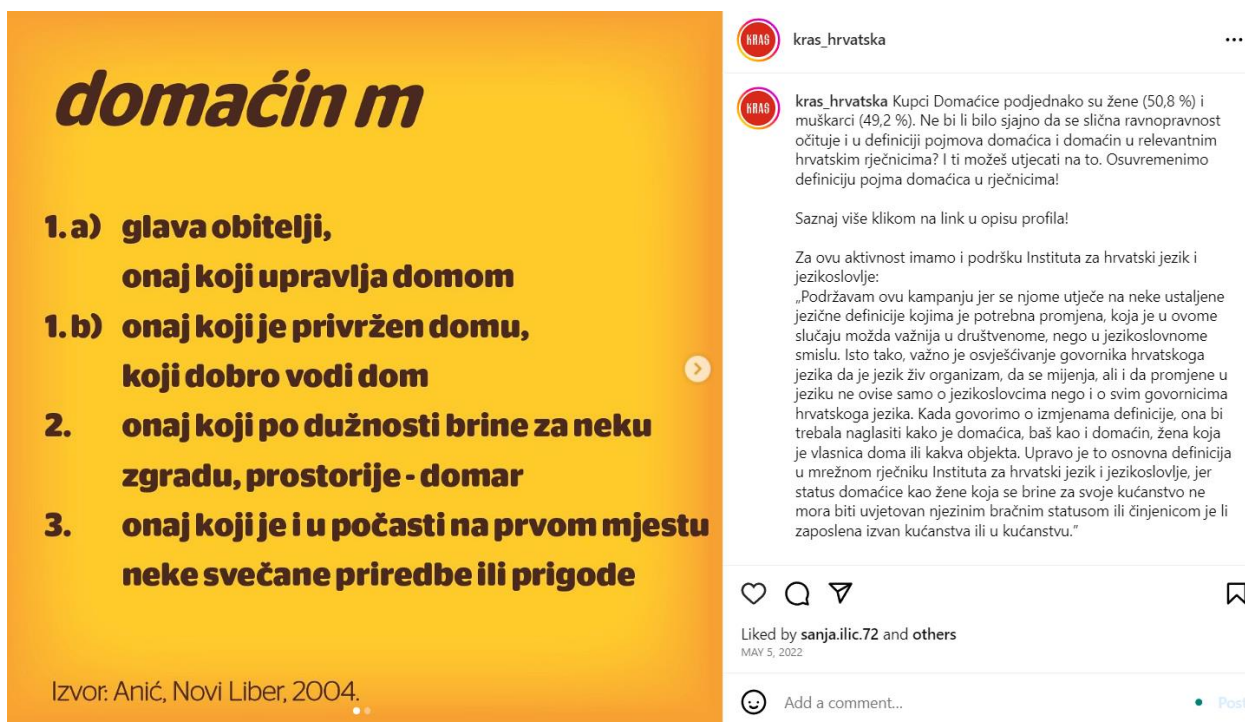 domaćin m
1. a) glava obitelji,
onaj koji upravlja domom
1. b) onaj koji je privržen domu,
koji dobro vodi dom
2. onaj koji po dužnosti brine za neku
zgradu, prostorije - domar
3. onaj koji je i u počasti na prvom mjestu
neke svečane priredbe ili prigode
Izvor: Anić, Novi Liber, 2004.
KRAŠ
kras_hrvatska
KRAŠ
kras_hrvatska Kupci Domaćice podjednako su žene (50,8 %) i
muškarci (49,2 %). Ne bi li bilo sjajno da se slična ravnopravnost
očituje i u definiciji pojmova domaćica i domaćin u relevantnim
hrvatskim rječnicima? I ti možeš utjecati na to. Osuvremenimo
definiciju pojma domaćica u rječnicima!
Saznaj više klikom na link u opisu profila!
Za ovu aktivnost imamo i podršku Instituta za hrvatski jezik i
jezikoslovlje:
„Podržavam ovu kampanju jer se njome utječe na neke ustaljene
jezične definicije kojima je potrebna promjena, koja je u ovome
slučaju možda važnija u društvenome, nego u jezikoslovnome
smislu. Isto tako, važno je osvješćivanje govornika hrvatskoga
jezika da je jezik živ organizam, da se mijenja, ali i da promjene u
jeziku ne ovise samo o jezikoslovcima nego i o svim govornicima
hrvatskoga jezika. Kada govorimo o izmjenama definicije, ona bi
trebala naglasiti kako je domaćica, baš kao i domaćin, žena koja
je vlasnica doma ili kakva objekta. Upravo je to osnovna definicija
u mrežnom rječniku Instituta za hrvatski jezik i jezikoslovlje, jer
status domaćice kao žene koja se brine za svoje kućanstvo ne
mora biti uvjetovan njezinim bračnim statusom ili činjenicom je li
zaposlena izvan kućanstva ili u kućanstvu."
Liked by sanja.ilic.72 and others
MAY 5, 2022
Add a comment...
Post